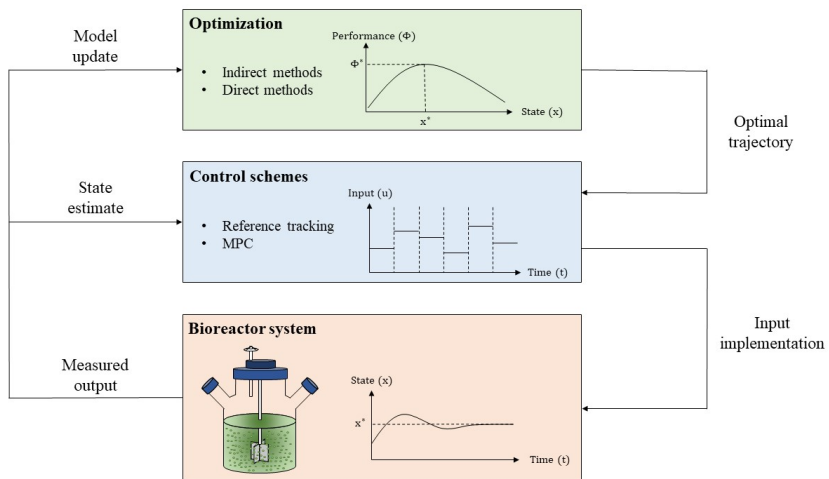 Optimization
Model
update
• Indirect methods
• Direct methods
Performance (Φ)
Φ*
x*
State (x)
Optimal
trajectory
Control schemes
State
estimate
• Reference tracking
• MPC
Input (u)
Time (t)
Input
implementation
Bioreactor system
Measured
output
State (x)
x*
Time (t)